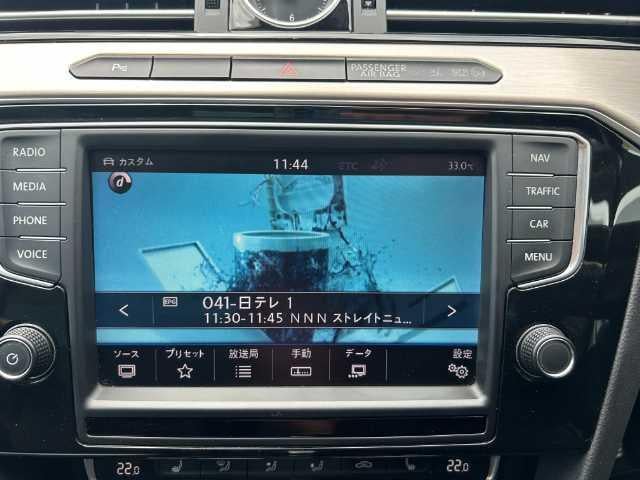 6
P
PASSENGER
AIR BAG
RADIO
MEDIA
PHONE
VOICE
カスタム
11:44
ETC
33.0°C
NAV
TRAFFIC
CAR
MENU
d
EPG
041-日テレ 1
11:30-11:45 NNN ストレイトニュ...
ソース
プリセット
放送局
手動
データ
設定
22.0
22.0